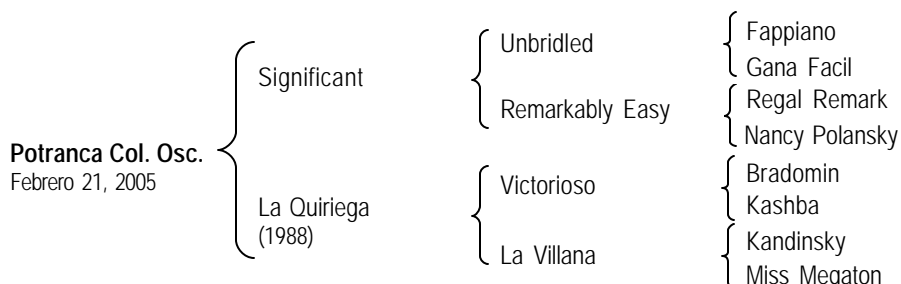 Potranca Col. Osc.
Febrero 21, 2005
Significant
La Quiriega
(1988)
Unbridled
Remarkably Easy
Victorioso
La Villana
Fappiano
Gana Facil
Regal Remark
Nancy Polansky
Bradomin
Kashba
Kandinsky
Miss Megaton